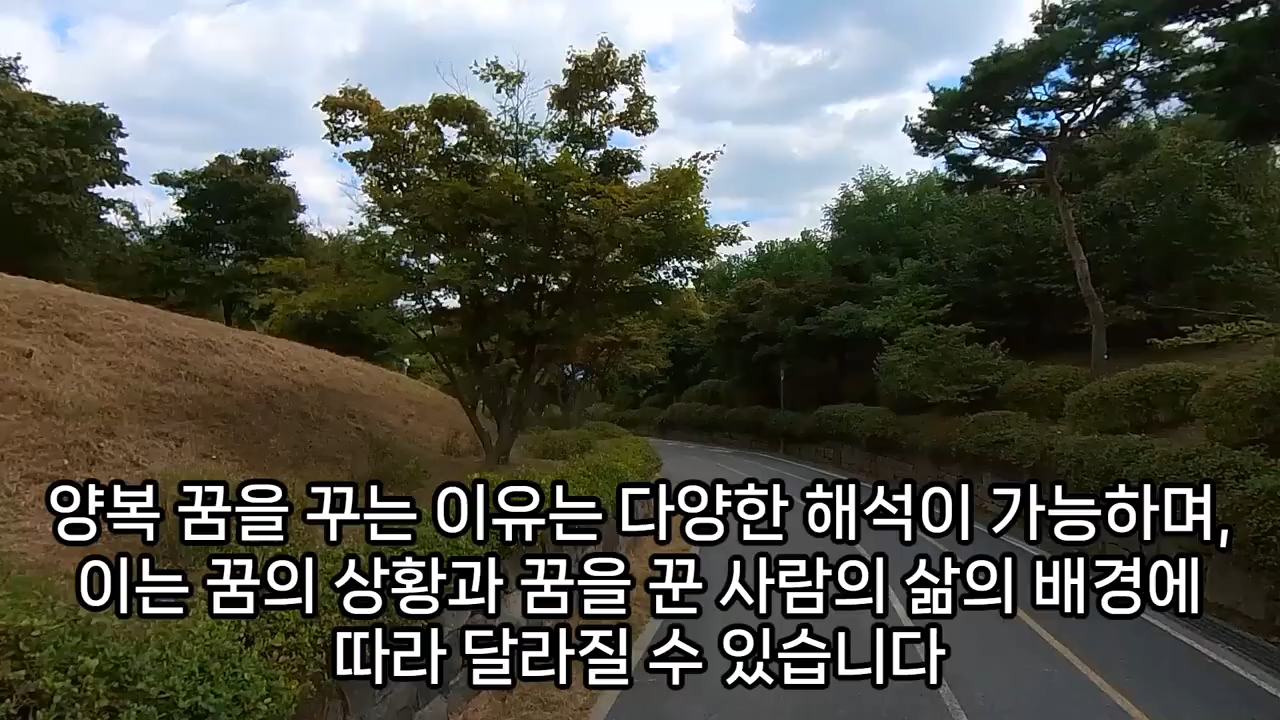 양복 꿈을 꾸는 이유는 다양한 해석이 가능하며,
이는 꿈의 상황과 꿈을 꾼 사람의 삶의 배경에
따라 달라질 수 있습니다